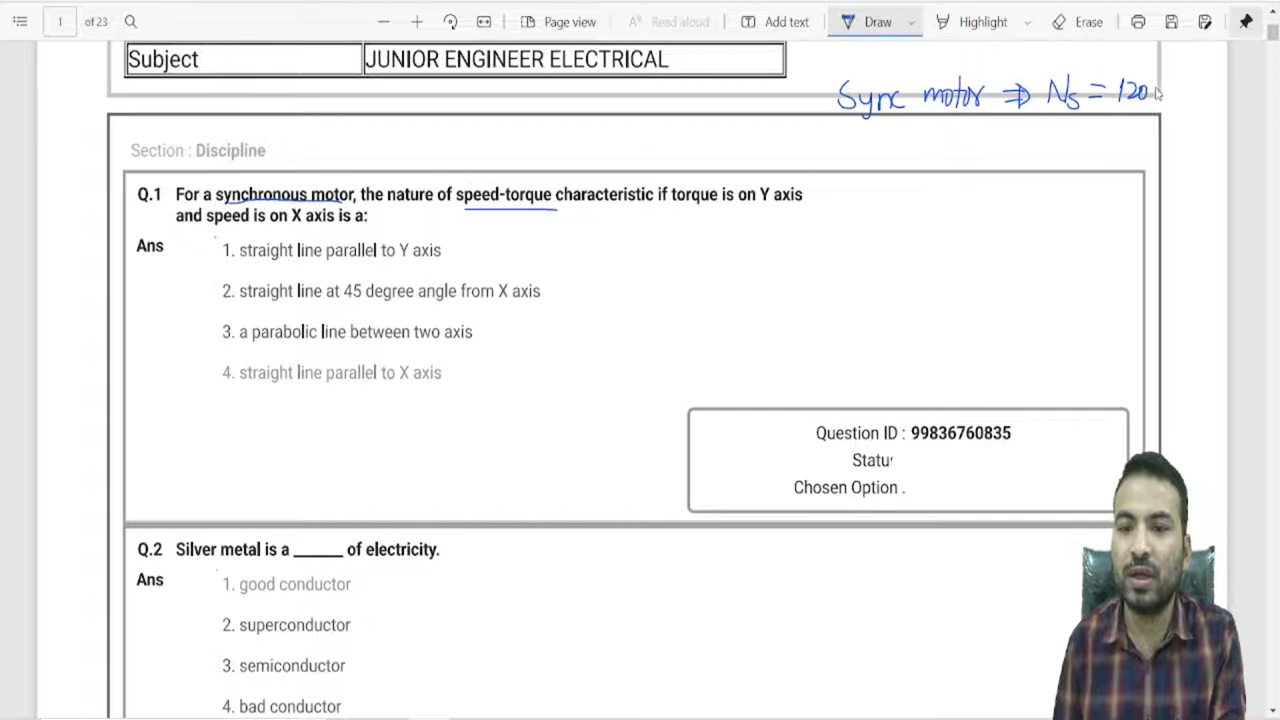 1 of 23 Page view Read aloud Add text Draw Highlight Erase
Subject JUNIOR ENGINEER ELECTRICAL
Sync motor ⇒ Ns = 120
Section : Discipline
Q.1 For a synchronous motor, the nature of speed-torque characteristic if torque is on Y axis
and speed is on X axis is a:
Ans
1. straight line parallel to Y axis
2. straight line at 45 degree angle from X axis
3. a parabolic line between two axis
4. straight line parallel to X axis
Question ID : 99836760835
Statu
Chosen Option .
Q.2 Silver metal is a ______ of electricity.
Ans
1. good conductor
2. superconductor
3. semiconductor
4. bad conductor